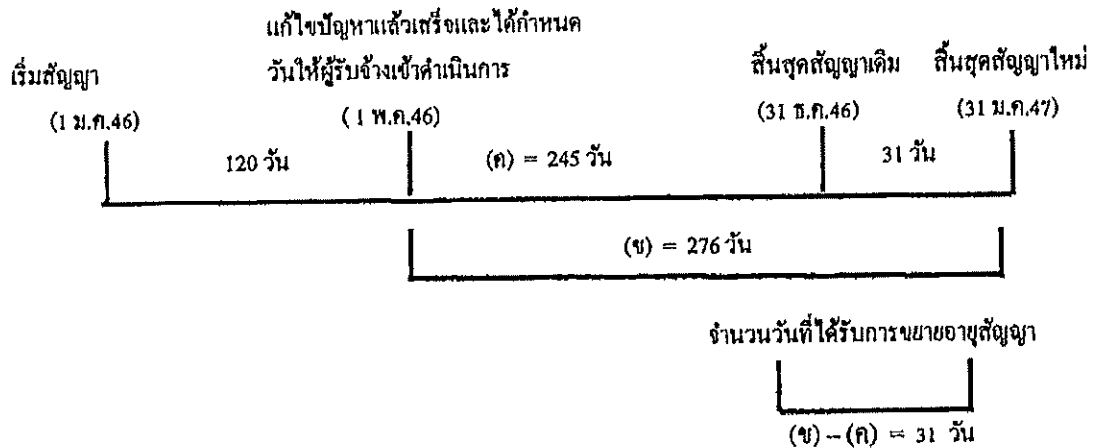 แก้ไขปัญหาแล้วเสร็จและได้กำหนด
วันให้ผู้รับจ้างเข้าดำเนินการ
เริ่มสัญญา
สิ้นสุดสัญญาเดิม
สิ้นสุดสัญญาใหม่
(1 ม.ค.46)
( 1 พ.ค.46)
(31 ธ.ค.46)
(31 ม.ค.47)
120 วัน
(ค) = 245 วัน
31 วัน
(ข) = 276 วัน
จำนวนวันที่ได้รับการขยายอายุสัญญา
(ข) – (ค) = 31 วัน